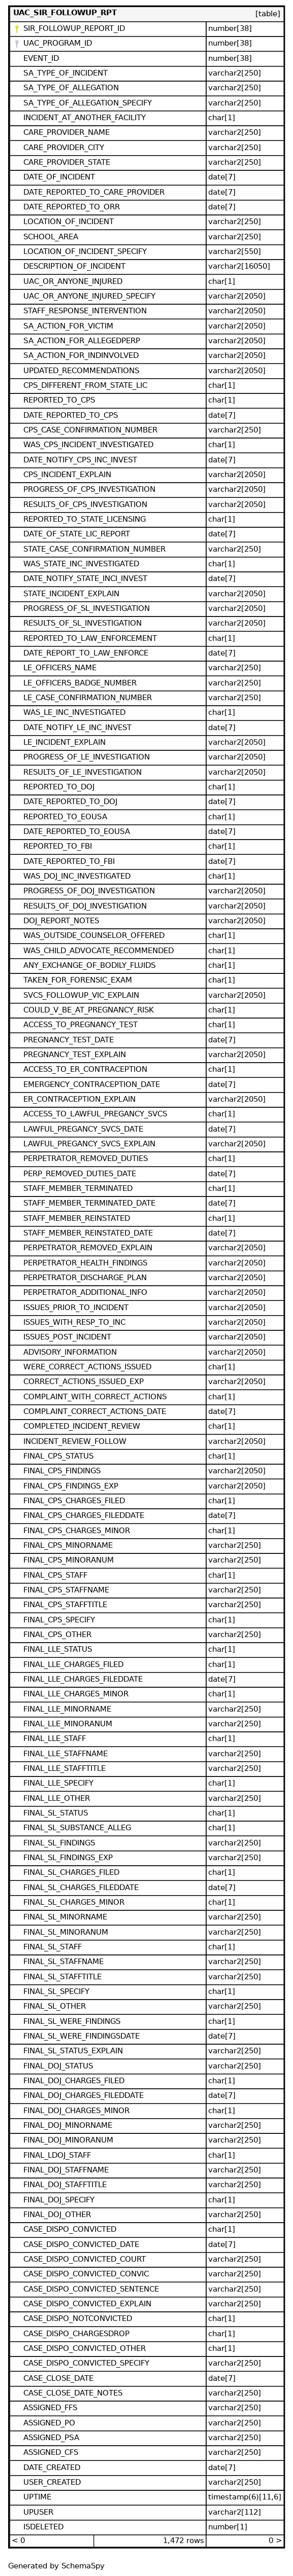 UAC_SIR_FOLLOWUP_RPT [table]
SIR_FOLLOWUP_REPORT_ID number[38]
UAC_PROGRAM_ID number[38]
EVENT_ID number[38]
SA_TYPE_OF_INCIDENT varchar2[250]
SA_TYPE_OF_ALLEGATION varchar2[250]
SA_TYPE_OF_ALLEGATION_SPECIFY varchar2[250]
INCIDENT_AT_ANOTHER_FACILITY char[1]
CARE_PROVIDER_NAME varchar2[250]
CARE_PROVIDER_CITY varchar2[250]
CARE_PROVIDER_STATE varchar2[250]
DATE_OF_INCIDENT date[7]
DATE_REPORTED_TO_CARE_PROVIDER date[7]
DATE_REPORTED_TO_ORR date[7]
LOCATION_OF_INCIDENT varchar2[250]
SCHOOL_AREA varchar2[250]
LOCATION_OF_INCIDENT_SPECIFY varchar2[550]
DESCRIPTION_OF_INCIDENT varchar2[16050]
UAC_OR_ANYONE_INJURED char[1]
UAC_OR_ANYONE_INJURED_SPECIFY varchar2[2050]
STAFF_RESPONSE_INTERVENTION varchar2[2050]
SA_ACTION_FOR_VICTIM varchar2[2050]
SA_ACTION_FOR_ALLEGEDPERP varchar2[2050]
SA_ACTION_FOR_INDINVOLVED varchar2[2050]
UPDATED_RECOMMENDATIONS varchar2[2050]
CPS_DIFFERENT_FROM_STATE_LIC char[1]
REPORTED_TO_CPS char[1]
DATE_REPORTED_TO_CPS date[7]
CPS_CASE_CONFIRMATION_NUMBER varchar2[250]
WAS_CPS_INCIDENT_INVESTIGATED char[1]
DATE_NOTIFY_CPS_INC_INVEST date[7]
CPS_INCIDENT_EXPLAIN varchar2[2050]
PROGRESS_OF_CPS_INVESTIGATION varchar2[2050]
RESULTS_OF_CPS_INVESTIGATION varchar2[2050]
REPORTED_TO_STATE_LICENSING char[1]
DATE_OF_STATE_LIC_REPORT date[7]
STATE_CASE_CONFIRMATION_NUMBER varchar2[250]
WAS_STATE_INC_INVESTIGATED char[1]
DATE_NOTIFY_STATE_INCI_INVEST date[7]
STATE_INCIDENT_EXPLAIN varchar2[2050]
PROGRESS_OF_SL_INVESTIGATION varchar2[2050]
RESULTS_OF_SL_INVESTIGATION varchar2[2050]
REPORTED_TO_LAW_ENFORCEMENT char[1]
DATE_REPORT_TO_LAW_ENFORCE date[7]
LE_OFFICERS_NAME varchar2[250]
LE_OFFICERS_BADGE_NUMBER varchar2[250]
LE_CASE_CONFIRMATION_NUMBER varchar2[250]
WAS_LE_INC_INVESTIGATED char[1]
DATE_NOTIFY_LE_INC_INVEST date[7]
LE_INCIDENT_EXPLAIN varchar2[2050]
PROGRESS_OF_LE_INVESTIGATION varchar2[2050]
RESULTS_OF_LE_INVESTIGATION varchar2[2050]
REPORTED_TO_DOJ char[1]
DATE_REPORTED_TO_DOJ date[7]
REPORTED_TO_EOUSA char[1]
DATE_REPORTED_TO_EOUSA date[7]
REPORTED_TO_FBI char[1]
DATE_REPORTED_TO_FBI date[7]
WAS_DOJ_INC_INVESTIGATED char[1]
PROGRESS_OF_DOJ_INVESTIGATION varchar2[2050]
RESULTS_OF_DOJ_INVESTIGATION varchar2[2050]
DOJ_REPORT_NOTES varchar2[2050]
WAS_OUTSIDE_COUNSELOR_OFFERED char[1]
WAS_CHILD_ADVOCATE_RECOMMENDED char[1]
ANY_EXCHANGE_OF_BODILY_FLUIDS char[1]
TAKEN_FOR_FORENSIC_EXAM char[1]
SVCS_FOLLOWUP_VIC_EXPLAIN varchar2[2050]
COULD_V_BE_AT_PREGNANCY_RISK char[1]
ACCESS_TO_PREGNANCY_TEST char[1]
PREGNANCY_TEST_DATE date[7]
PREGNANCY_TEST_EXPLAIN varchar2[2050]
ACCESS_TO_ER_CONTRACEPTION char[1]
EMERGENCY_CONTRACEPTION_DATE date[7]
ER_CONTRACEPTION_EXPLAIN varchar2[2050]
ACCESS_TO_LAWFUL_PREGANCY_SVCS char[1]
LAWFUL_PREGANCY_SVCS_DATE date[7]
LAWFUL_PREGANCY_SVCS_EXPLAIN varchar2[2050]
PERPETRATOR_REMOVED_DUTIES char[1]
PERP_REMOVED_DUTIES_DATE date[7]
STAFF_MEMBER_TERMINATED char[1]
STAFF_MEMBER_TERMINATED_DATE date[7]
STAFF_MEMBER_REINSTATED char[1]
STAFF_MEMBER_REINSTATED_DATE date[7]
PERPETRATOR_REMOVED_EXPLAIN varchar2[2050]
PERPETRATOR_HEALTH_FINDINGS varchar2[2050]
PERPETRATOR_DISCHARGE_PLAN varchar2[2050]
PERPETRATOR_ADDITIONAL_INFO varchar2[2050]
ISSUES_PRIOR_TO_INCIDENT varchar2[2050]
ISSUES_WITH_RESP_TO_INC varchar2[2050]
ISSUES_POST_INCIDENT varchar2[2050]
ADVISORY_INFORMATION varchar2[2050]
WERE_CORRECT_ACTIONS_ISSUED char[1]
CORRECT_ACTIONS_ISSUED_EXP varchar2[2050]
COMPLAINT_WITH_CORRECT_ACTIONS char[1]
COMPLAINT_CORRECT_ACTIONS_DATE date[7]
COMPLETED_INCIDENT_REVIEW char[1]
INCIDENT_REVIEW_FOLLOW varchar2[2050]
FINAL_CPS_STATUS char[1]
FINAL_CPS_FINDINGS varchar2[2050]
FINAL_CPS_FINDINGS_EXP varchar2[2050]
FINAL_CPS_CHARGES_FILED char[1]
FINAL_CPS_CHARGES_FILEDDATE date[7]
FINAL_CPS_CHARGES_MINOR char[1]
FINAL_CPS_MINORNAME varchar2[250]
FINAL_CPS_MINORANUM varchar2[250]
FINAL_CPS_STAFF char[1]
FINAL_CPS_STAFFNAME varchar2[250]
FINAL_CPS_STAFFTITLE varchar2[250]
FINAL_CPS_SPECIFY char[1]
FINAL_CPS_OTHER varchar2[250]
FINAL_LLE_STATUS char[1]
FINAL_LLE_CHARGES_FILED char[1]
FINAL_LLE_CHARGES_FILEDDATE date[7]
FINAL_LLE_CHARGES_MINOR char[1]
FINAL_LLE_MINORNAME varchar2[250]
FINAL_LLE_MINORANUM varchar2[250]
FINAL_LLE_STAFF char[1]
FINAL_LLE_STAFFNAME varchar2[250]
FINAL_LLE_STAFFTITLE varchar2[250]
FINAL_LLE_SPECIFY char[1]
FINAL_LLE_OTHER varchar2[250]
FINAL_SL_STATUS char[1]
FINAL_SL_SUBSTANCE_ALLEG char[1]
FINAL_SL_FINDINGS varchar2[250]
FINAL_SL_FINDINGS_EXP varchar2[250]
FINAL_SL_CHARGES_FILED char[1]
FINAL_SL_CHARGES_FILEDDATE date[7]
FINAL_SL_CHARGES_MINOR char[1]
FINAL_SL_MINORNAME varchar2[250]
FINAL_SL_MINORANUM varchar2[250]
FINAL_SL_STAFF char[1]
FINAL_SL_STAFFNAME varchar2[250]
FINAL_SL_STAFFTITLE varchar2[250]
FINAL_SL_SPECIFY char[1]
FINAL_SL_OTHER varchar2[250]
FINAL_SL_WERE_FINDINGS char[1]
FINAL_SL_WERE_FINDINGSDATE date[7]
FINAL_SL_STATUS_EXPLAIN varchar2[250]
FINAL_DOJ_STATUS varchar2[250]
FINAL_DOJ_CHARGES_FILED char[1]
FINAL_DOJ_CHARGES_FILEDDATE date[7]
FINAL_DOJ_CHARGES_MINOR char[1]
FINAL_DOJ_MINORNAME varchar2[250]
FINAL_DOJ_MINORANUM varchar2[250]
FINAL_LDOJ_STAFF char[1]
FINAL_DOJ_STAFFNAME varchar2[250]
FINAL_DOJ_STAFFTITLE varchar2[250]
FINAL_DOJ_SPECIFY char[1]
FINAL_DOJ_OTHER varchar2[250]
CASE_DISPO_CONVICTED char[1]
CASE_DISPO_CONVICTED_DATE date[7]
CASE_DISPO_CONVICTED_COURT varchar2[250]
CASE_DISPO_CONVICTED_CONVIC varchar2[250]
CASE_DISPO_CONVICTED_SENTENCE varchar2[250]
CASE_DISPO_CONVICTED_EXPLAIN varchar2[250]
CASE_DISPO_NOTCONVICTED char[1]
CASE_DISPO_CHARGESDROP char[1]
CASE_DISPO_CONVICTED_OTHER char[1]
CASE_DISPO_CONVICTED_SPECIFY varchar2[250]
CASE_CLOSE_DATE date[7]
CASE_CLOSE_DATE_NOTES varchar2[250]
ASSIGNED_FFS varchar2[250]
ASSIGNED_PO varchar2[250]
ASSIGNED_PSA varchar2[250]
ASSIGNED_CFS varchar2[250]
DATE_CREATED date[7]
USER_CREATED varchar2[250]
UPTIME timestamp(6)[11,6]
UPUSER varchar2[112]
ISDELETED number[1]
< 0 1,472 rows 0 >
Generated by SchemaSpy